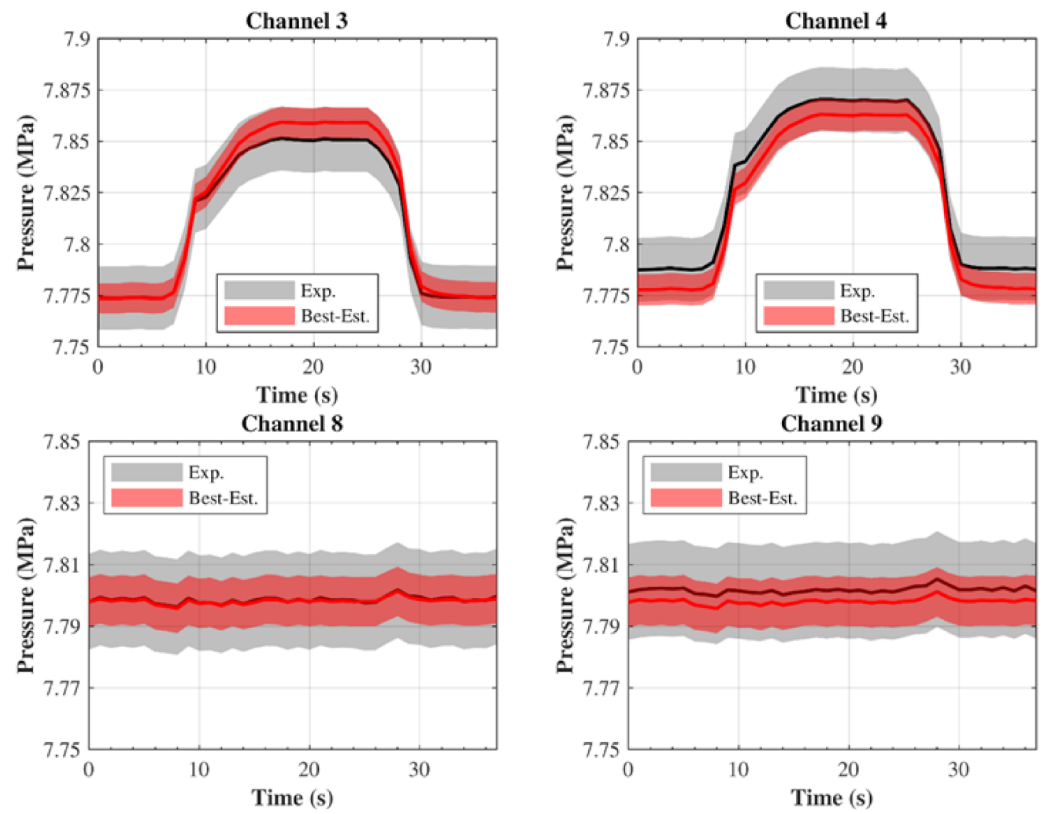 Channel 3
7.9
7.875
7.85
7.825
7.8
7.775
7.75
Pressure (MPa)
Exp.
Best-Est.
0 10 20 30
Time (s)
Channel 4
7.9
7.875
7.85
7.825
7.8
7.775
7.75
Pressure (MPa)
Exp.
Best-Est.
0 10 20 30
Time (s)
Channel 8
7.85
7.83
7.81
7.79
7.77
7.75
Pressure (MPa)
Exp.
Best-Est.
0 10 20 30
Time (s)
Channel 9
7.85
7.83
7.81
7.79
7.77
7.75
Pressure (MPa)
Exp.
Best-Est.
0 10 20 30
Time (s)